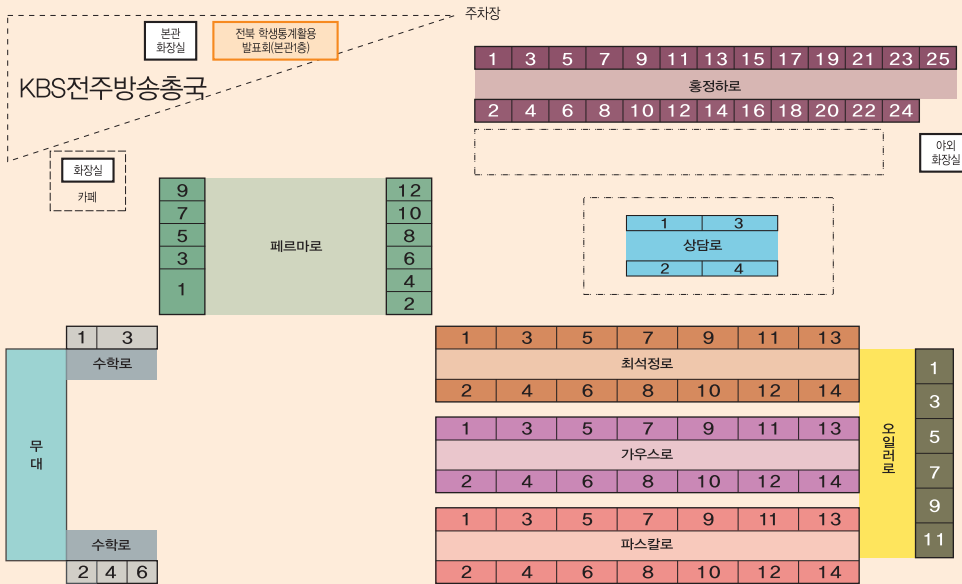 주차장
본관
화장실
전북 학생통계활용
발표회(본관1층)
KBS전주방송총국
1 3 5 7 9 11 13 15 17 19 21 23 25
홍정하로
2 4 6 8 10 12 14 16 18 20 22 24
야외
화장실
화장실
카페
9
7
5
3
1
페르마로
12
10
8
6
4
2
1 3
상담로
2 4
1 3
수학로
무
대
수학로
2 4 6
1 3 5 7 9 11 13
최석정로
2 4 6 8 10 12 14
1 3 5 7 9 11 13
가우스로
2 4 6 8 10 12 14
1 3 5 7 9 11 13
파스칼로
2 4 6 8 10 12 14
오
일
러
로
1
3
5
7
9
11